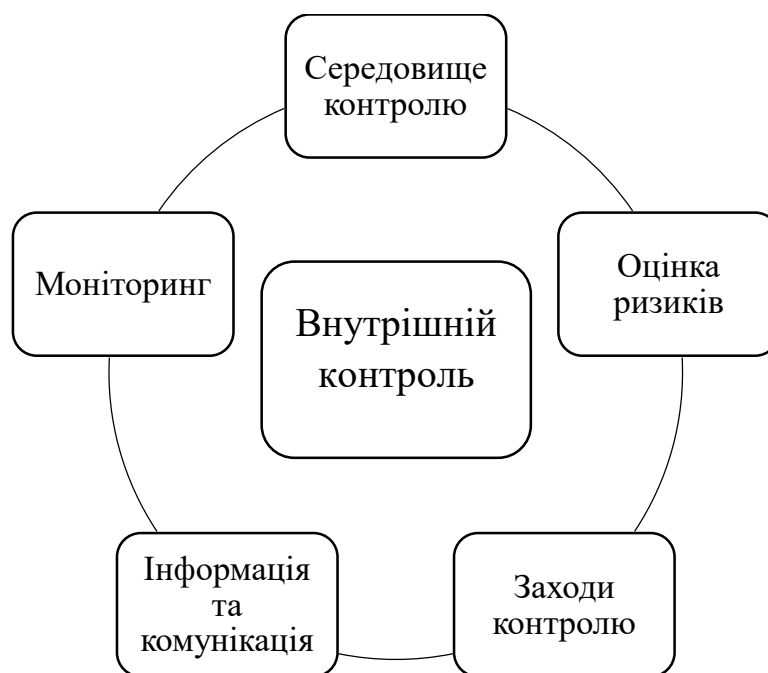 Середовище
контролю
Моніторинг
Оцінка
ризиків
Внутрішній
контроль
Інформація
та
комунікація
Заходи
контролю